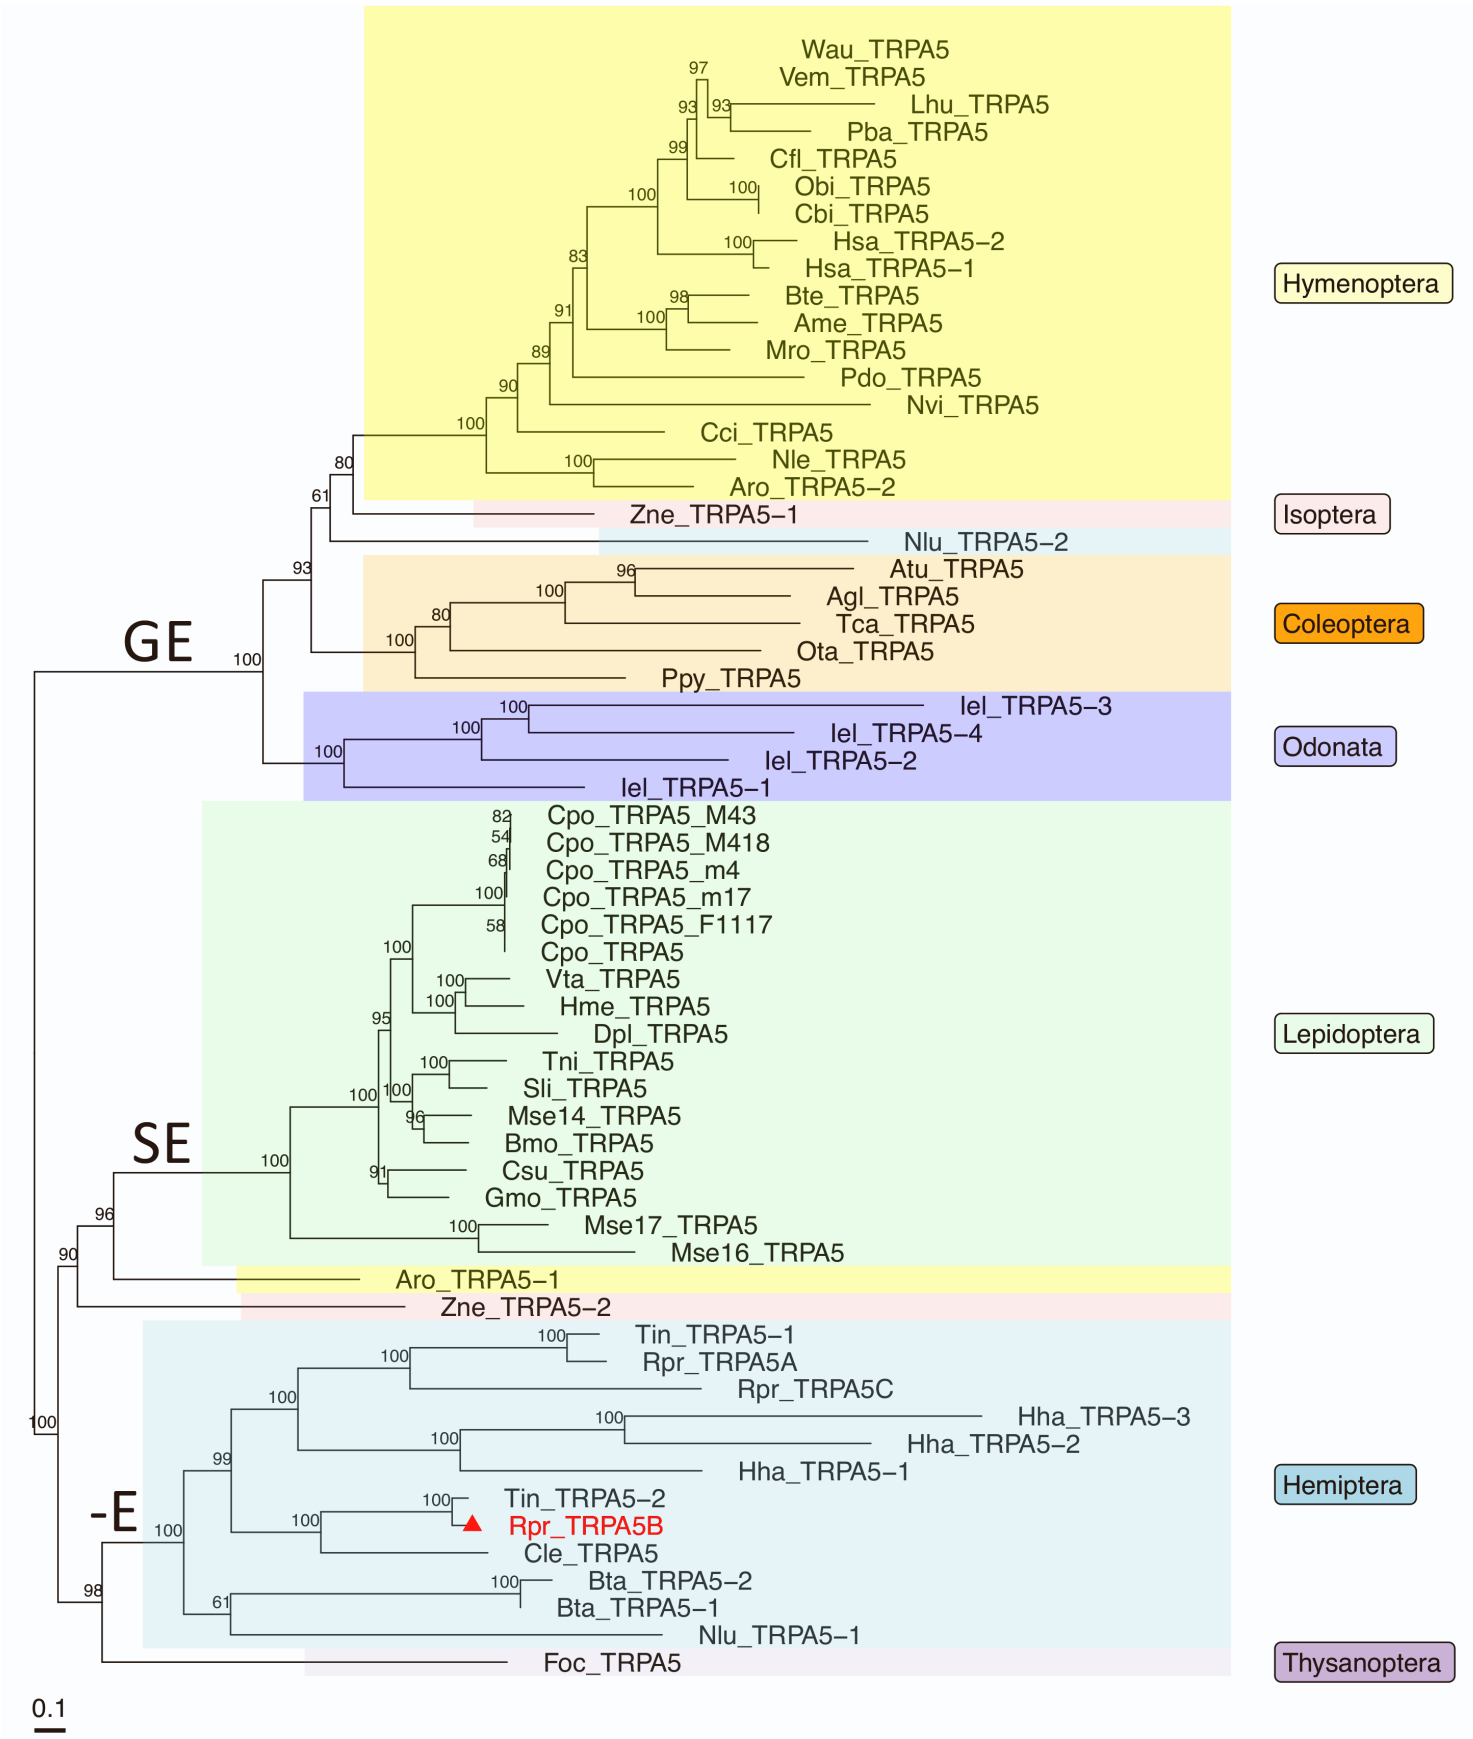 Wau_TRPA5
97
Vem_TRPA5
93
93
Lhu_TRPA5
Pba_TRPA5
99
Cfl_TRPA5
100
100
Obi_TRPA5
Cbi_TRPA5
100
Hsa_TRPA5−2
83
Hsa_TRPA5−1
Hymenoptera
98
Bte_TRPA5
91
100
Ame_TRPA5
89
Mro_TRPA5
90
Pdo_TRPA5
Nvi_TRPA5
100
Cci_TRPA5
80
100
Nle_TRPA5
Aro_TRPA5−2
61
Zne_TRPA5−1
Isoptera
Nlu_TRPA5−2
93
96
Atu_TRPA5
100
Agl_TRPA5
80
Tca_TRPA5
Coleoptera
GE
100
Ota_TRPA5
100
Ppy_TRPA5
100
Iel_TRPA5−3
100
Iel_TRPA5−4
100
Iel_TRPA5−2
Odonata
Iel_TRPA5−1
82
Cpo_TRPA5_M43
54
Cpo_TRPA5_M418
68
Cpo_TRPA5_m4
100
Cpo_TRPA5_m17
58
Cpo_TRPA5_F1117
100
Cpo_TRPA5
100
Vta_TRPA5
100
Hme_TRPA5
95
Dpl_TRPA5
Lepidoptera
100
Tni_TRPA5
100
100
Sli_TRPA5
96
Mse14_TRPA5
SE
Bmo_TRPA5
100
91
Csu_TRPA5
Gmo_TRPA5
96
100
Mse17_TRPA5
90
Mse16_TRPA5
Aro_TRPA5−1
Zne_TRPA5−2
100
Tin_TRPA5−1
100
Rpr_TRPA5A
100
Rpr_TRPA5C
100
100
Hha_TRPA5−3
100
Hha_TRPA5−2
99
Hha_TRPA5−1
Hemiptera
-E
100
100
Tin_TRPA5−2
100
Rpr_TRPA5B
Cle_TRPA5
98
100
Bta_TRPA5−2
61
Bta_TRPA5−1
Nlu_TRPA5−1
Foc_TRPA5
Thysanoptera
0.1